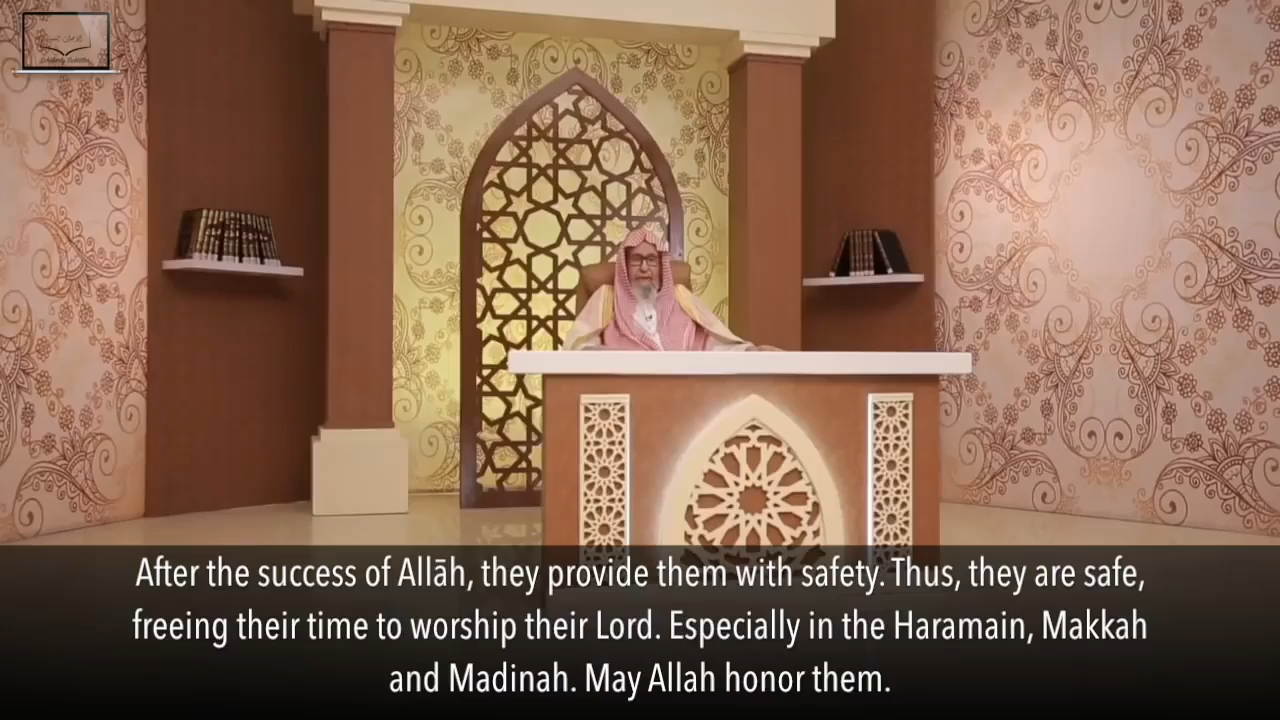 After the success of Allāh, they provide them with safety. Thus, they are safe,
freeing their time to worship their Lord. Especially in the Haramain, Makkah
and Madinah. May Allah honor them.